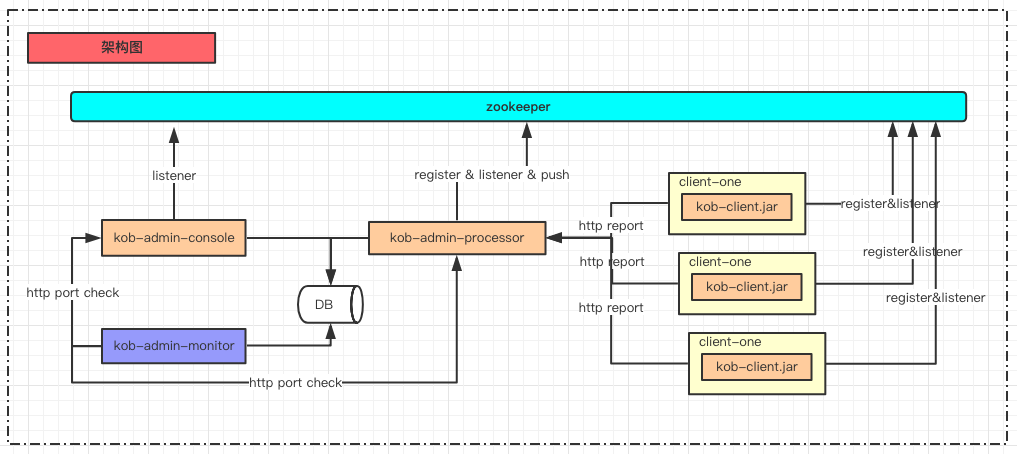 架构图
zookeeper
listener
register & listener & push
client-one
kob-client.jar
register&listener
http report
kob-admin-console
kob-admin-processor
client-one
kob-client.jar
register&listener
http report
http port check
DB
http report
register&listener
kob-admin-monitor
client-one
kob-client.jar
http port check